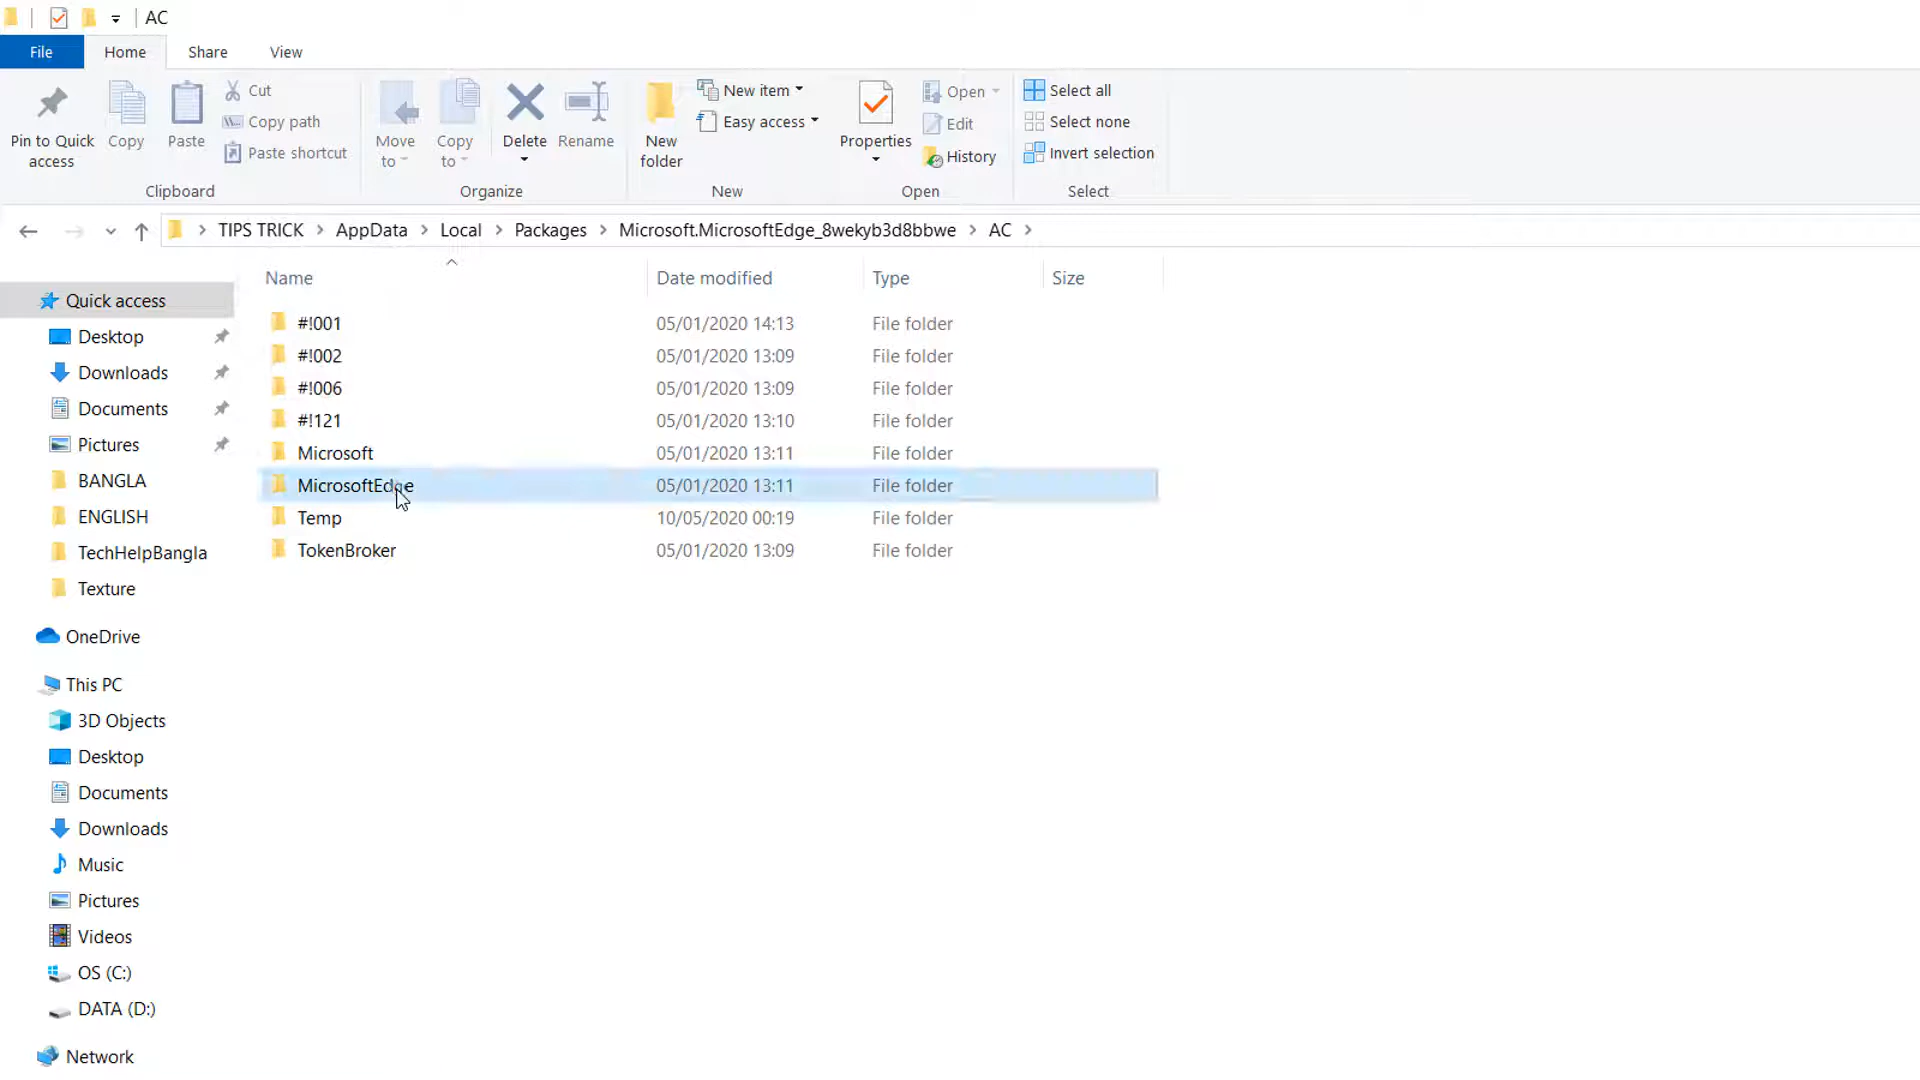 AC
File Home Share View
Pin to Quick access
Copy
Paste
Cut
Copy path
Paste shortcut
Clipboard
Move to
Copy to
Delete
Rename
Organize
New folder
New item
Easy access
New
Properties
Open
Edit
History
Open
Select all
Select none
Invert selection
Select
TIPS TRICK > AppData > Local > Packages > Microsoft.MicrosoftEdge_8wekyb3d8bbwe > AC >
Quick access
Desktop
Downloads
Documents
Pictures
BANGLA
ENGLISH
TechHelpBangla
Texture
OneDrive
This PC
3D Objects
Desktop
Documents
Downloads
Music
Pictures
Videos
OS (C:)
DATA (D:)
Network
Name Date modified Type Size
#!001 05/01/2020 14:13 File folder
#!002 05/01/2020 13:09 File folder
#!006 05/01/2020 13:09 File folder
#!121 05/01/2020 13:10 File folder
Microsoft 05/01/2020 13:11 File folder
MicrosoftEdge 05/01/2020 13:11 File folder
Temp 10/05/2020 00:19 File folder
TokenBroker 05/01/2020 13:09 File folder